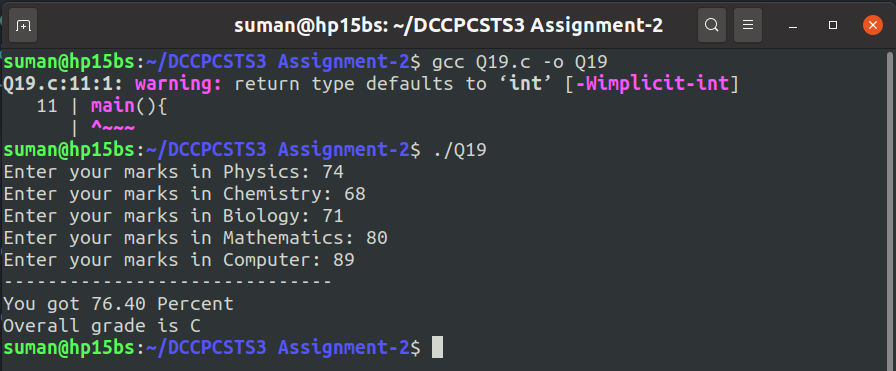 suman@hp15bs: ~/DCCPCSTS3 Assignment-2
suman@hp15bs:~/DCCPCSTS3 Assignment-2$ gcc Q19.c -o Q19
Q19.c:11:1: warning: return type defaults to ‘int’ [-Wimplicit-int]
   11 | main(){
      | ^~~~
suman@hp15bs:~/DCCPCSTS3 Assignment-2$ ./Q19
Enter your marks in Physics: 74
Enter your marks in Chemistry: 68
Enter your marks in Biology: 71
Enter your marks in Mathematics: 80
Enter your marks in Computer: 89
------------------------------
You got 76.40 Percent
Overall grade is C
suman@hp15bs:~/DCCPCSTS3 Assignment-2$